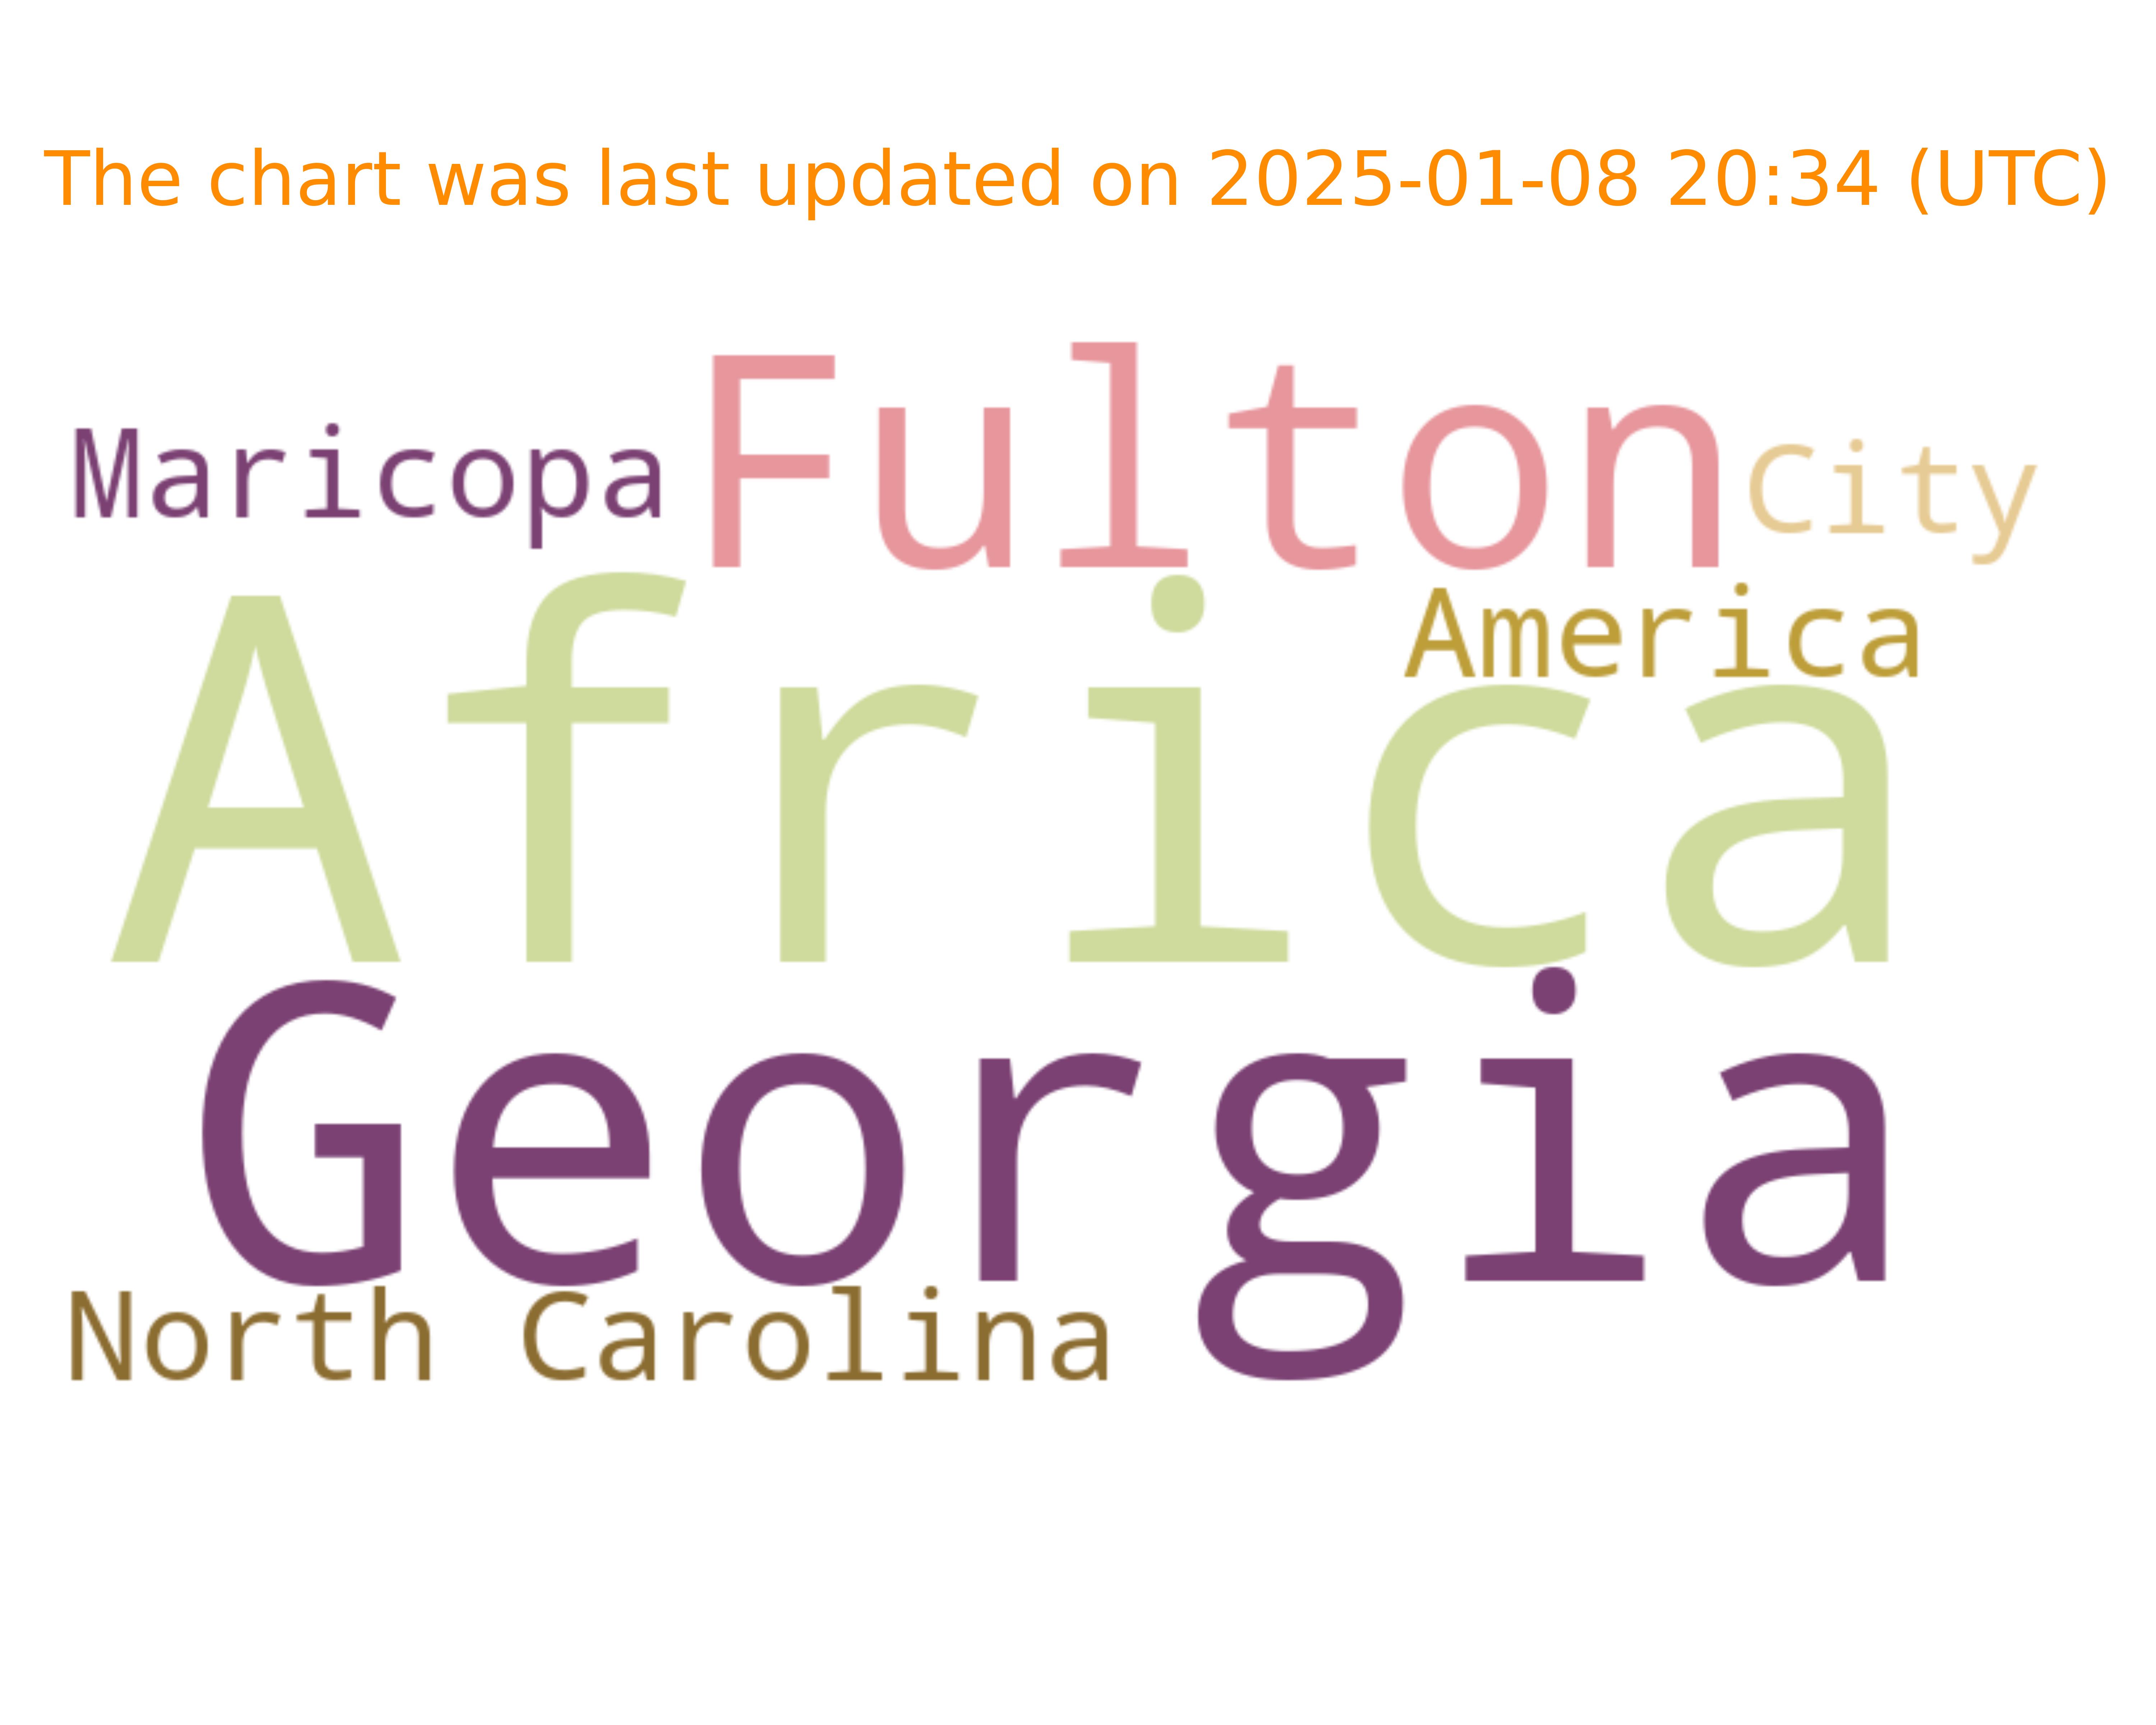 The chart was last updated on 2025-01-08 20:34 (UTC)
Maricopa Fulton City
America
Africa
Georgia
North Carolina